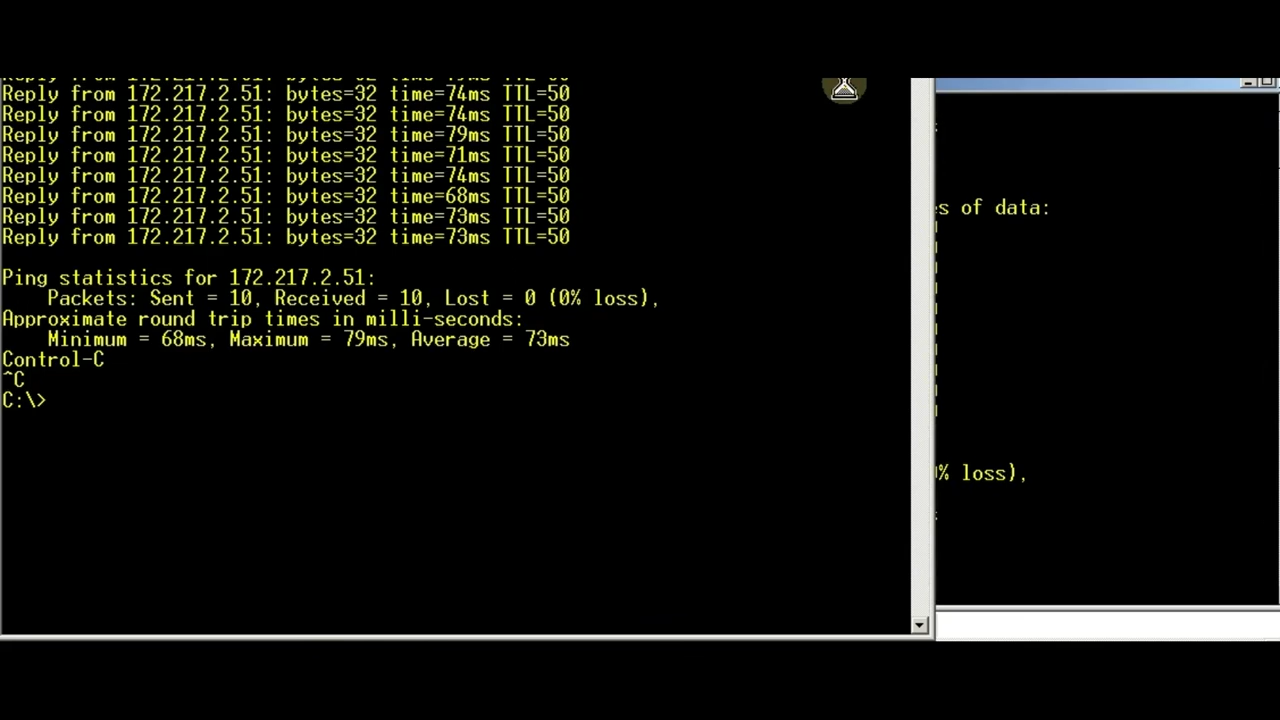 Reply from 172.217.2.51: bytes=32 time=74ms TTL=50
Reply from 172.217.2.51: bytes=32 time=74ms TTL=50
Reply from 172.217.2.51: bytes=32 time=79ms TTL=50
Reply from 172.217.2.51: bytes=32 time=71ms TTL=50
Reply from 172.217.2.51: bytes=32 time=74ms TTL=50
Reply from 172.217.2.51: bytes=32 time=68ms TTL=50
Reply from 172.217.2.51: bytes=32 time=73ms TTL=50
Reply from 172.217.2.51: bytes=32 time=73ms TTL=50
Ping statistics for 172.217.2.51:
Packets: Sent = 10, Received = 10, Lost = 0 (0% loss),
Approximate round trip times in milli-seconds:
Minimum = 68ms, Maximum = 79ms, Average = 73ms
Control-C
^C
C:\>
s of data:
% loss),